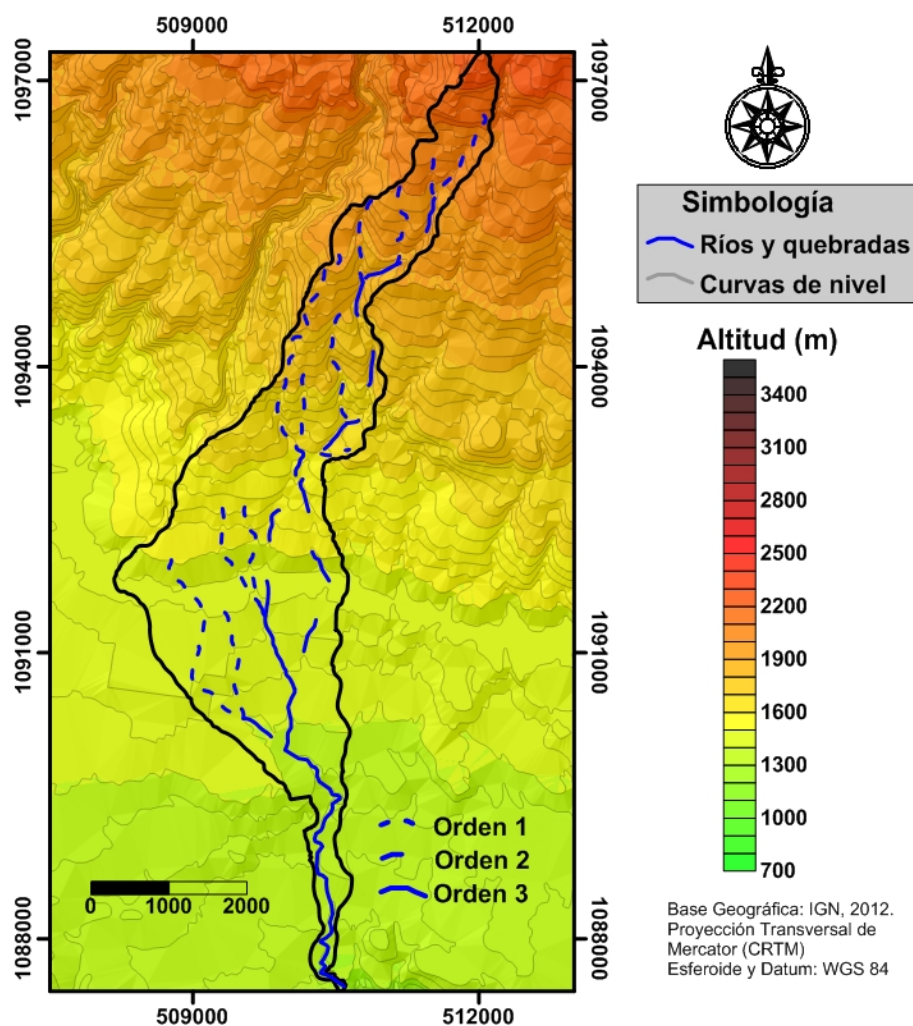 509000 512000
1097000 1097000
1094000 1094000
1091000 1091000
1088000 1088000
509000 512000
Orden 1
Orden 2
Orden 3
0 1000 2000
Simbología
Ríos y quebradas
Curvas de nivel
Altitud (m)
3400
3100
2800
2500
2200
1900
1600
1300
1000
700
Base Geográfica: IGN, 2012.
Proyección Transversal de
Mercator (CRTM)
Esferoide y Datum: WGS 84